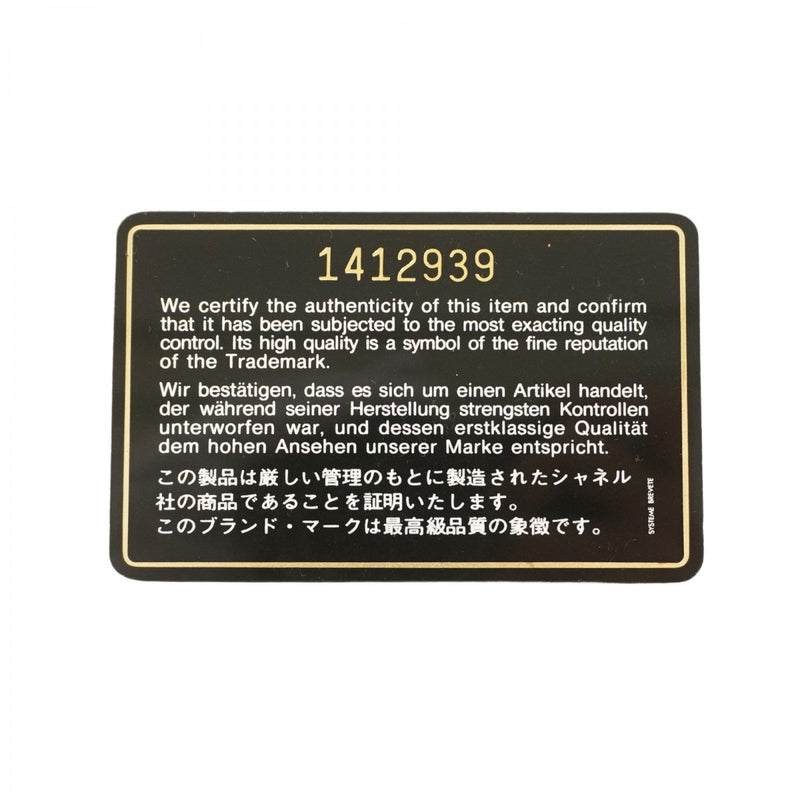 1412939
We certify the authenticity of this item and confirm
that it has been subjected to the most exacting quality
control. Its high quality is a symbol of the fine reputation
of the Trademark.
Wir bestätigen, dass es sich um einen Artikel handelt,
der während seiner Herstellung strengsten Kontrollen
unterworfen war, und dessen erstklassige Qualität
dem hohen Ansehen unserer Marke entspricht.
この製品は厳しい管理のもとに製造されたシャネル
社の商品であることを証明いたします。
このブランド・マークは最高級品質の象徴です。
SYSTEME BREVETE